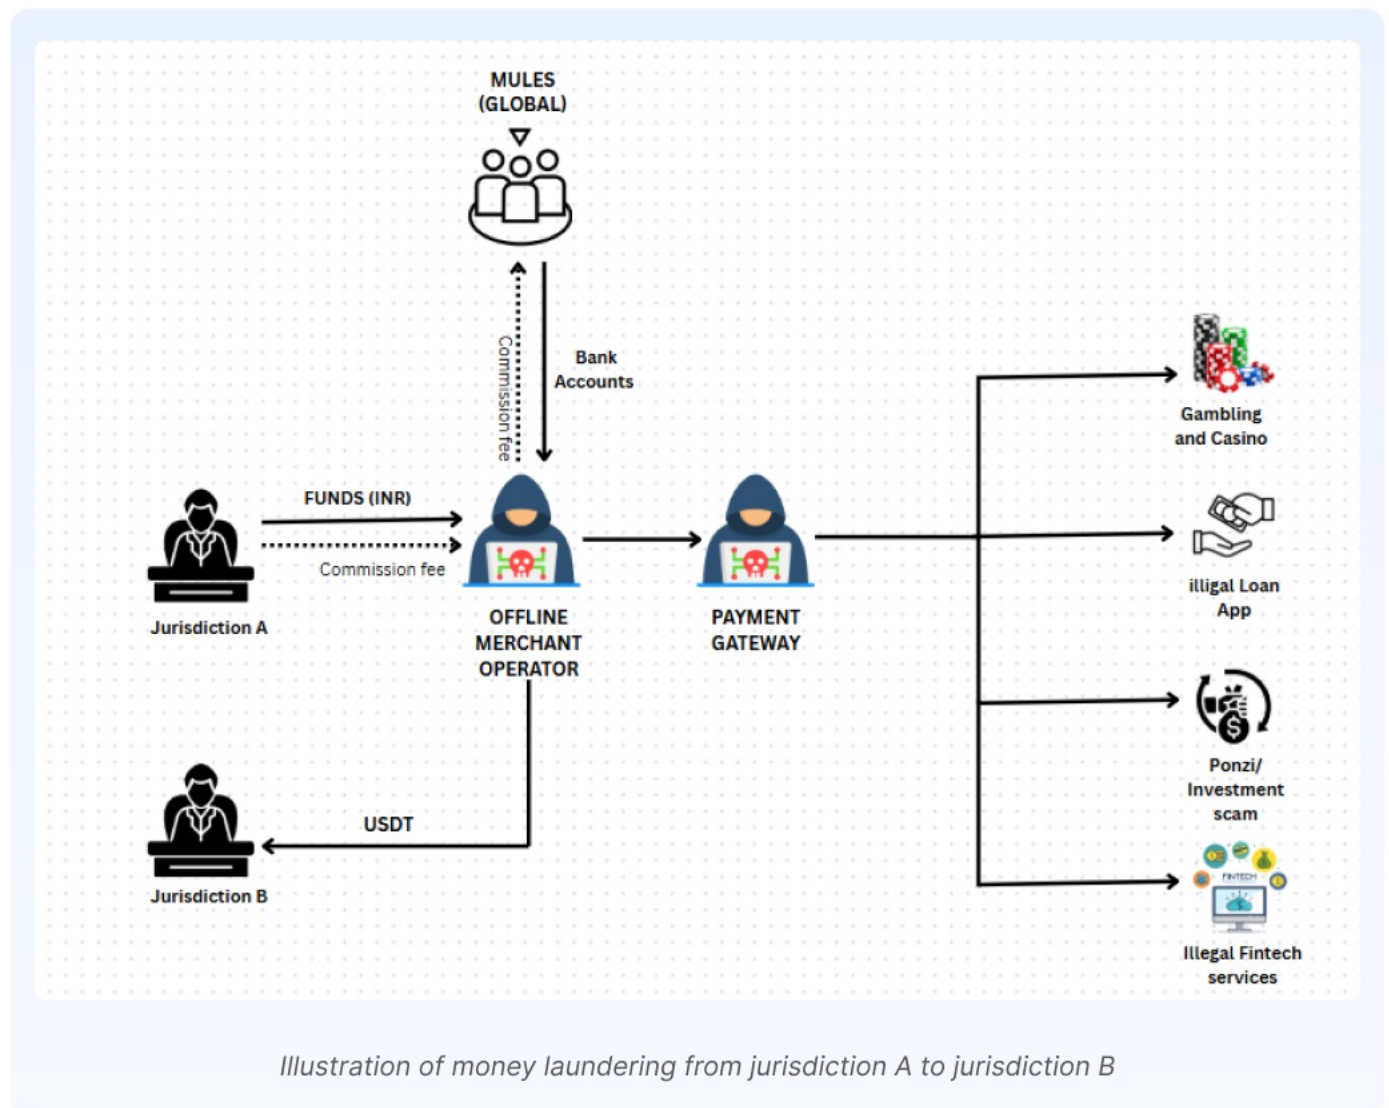 MULES
(GLOBAL)
Commission fee
Bank
Accounts
Gambling
and Casino
FUNDS (INR)
Commission fee
Jurisdiction A
OFFLINE
MERCHANT
OPERATOR
PAYMENT
GATEWAY
illigal Loan
App
Ponzi/
Investment
scam
USDT
Jurisdiction B
FINTECH
Illegal Fintech
services
Illustration of money laundering from jurisdiction A to jurisdiction B